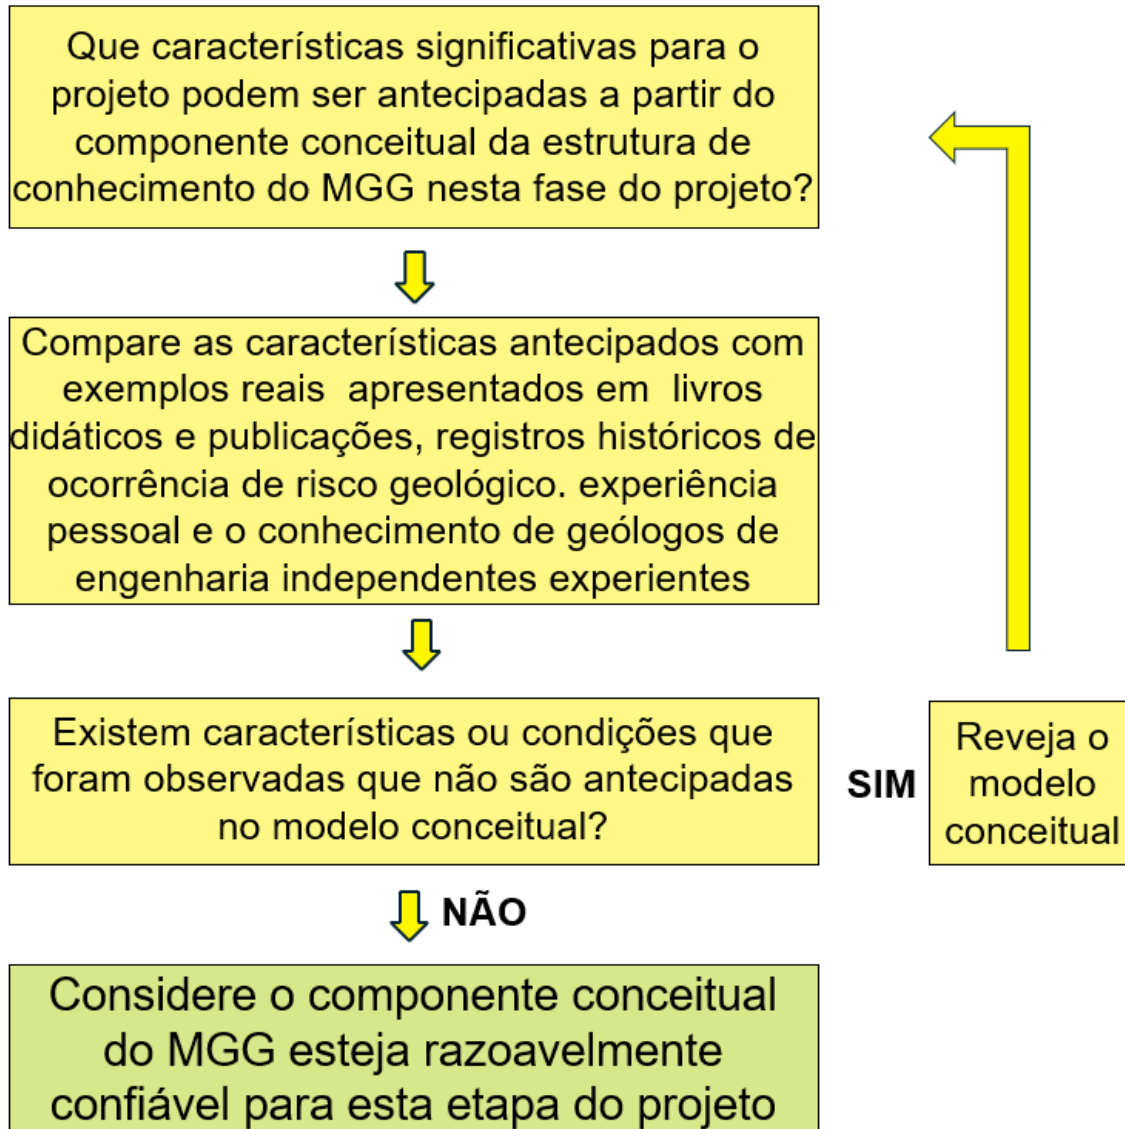 Que características significativas para o
projeto podem ser antecipadas a partir do
componente conceitual da estrutura de
conhecimento do MGG nesta fase do projeto?
Compare as características antecipados com
exemplos reais apresentados em livros
didáticos e publicações, registros históricos de
ocorrência de risco geológico. experiência
pessoal e o conhecimento de geólogos de
engenharia independentes experientes
Existem características ou condições que
foram observadas que não são antecipadas
no modelo conceitual?
SIM
Reveja o
modelo
conceitual
NÃO
Considere o componente conceitual
do MGG esteja razoavelmente
confiável para esta etapa do projeto